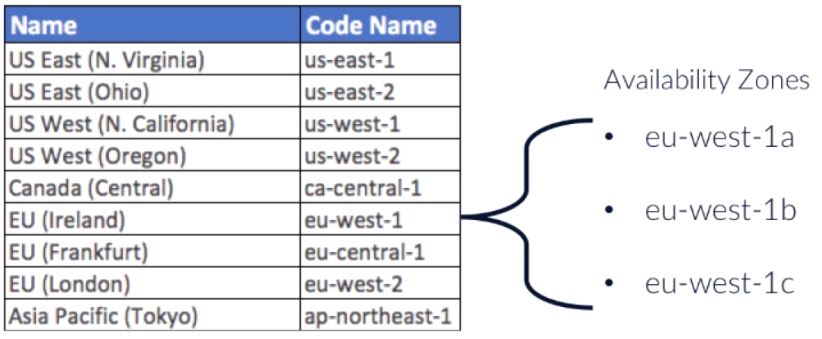 Name Code Name
US East (N. Virginia) us-east-1
US East (Ohio) us-east-2
US West (N. California) us-west-1
US West (Oregon) us-west-2
Canada (Central) ca-central-1
EU (Ireland) eu-west-1
EU (Frankfurt) eu-central-1
EU (London) eu-west-2
Asia Pacific (Tokyo) ap-northeast-1
Availability Zones
• eu-west-1a
• eu-west-1b
• eu-west-1c